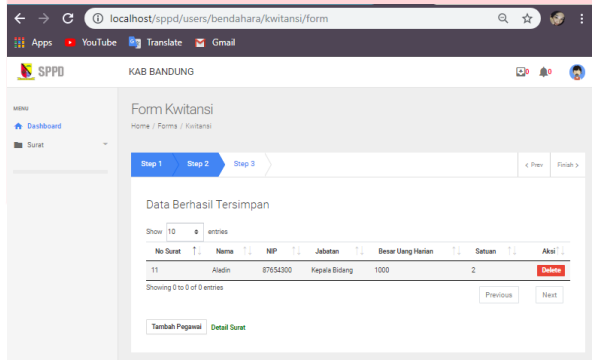 localhost/sppd/users/bendahara/kwitansi/form
Apps YouTube Translate Gmail
SPPD KAB BANDUNG 0 0
MENU
Dashboard
Surat
Form Kwitansi
Home / Forms / Kwitansi
Step 1 Step 2 Step 3 < Prev Finish >
Data Berhasil Tersimpan
Show 10 entries
No Surat Nama NIP Jabatan Besar Uang Harian Satuan Aksi
11 Aladin 87654300 Kepala Bidang 1000 2 Delete
Showing 0 to 0 of 0 entries
Previous Next
Tambah Pegawai Detail Surat